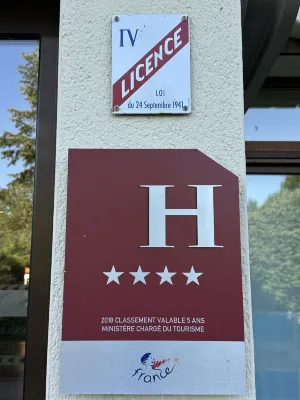 IV
LICENCE
LOI
du 24 Septembre 1941
H
2018 CLASSEMENT VALABLE 5 ANS
MINISTÈRE CHARGÉ DU TOURISME
france